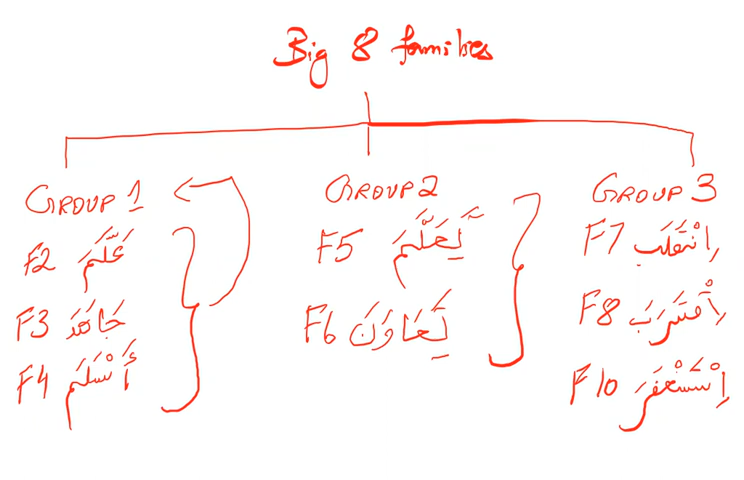 Big 8 families
GROUP 1
F2 عَلَّمَ
F3 جَاهَدَ
F4 أَسْلَمَ
GROUP 2
F5 تَعَلَّمَ
F6 تَعَاوَنَ
GROUP 3
F7 اِنْقَلَبَ
F8 اِقْتَرَبَ
F10 اِسْتَغْفَرَ